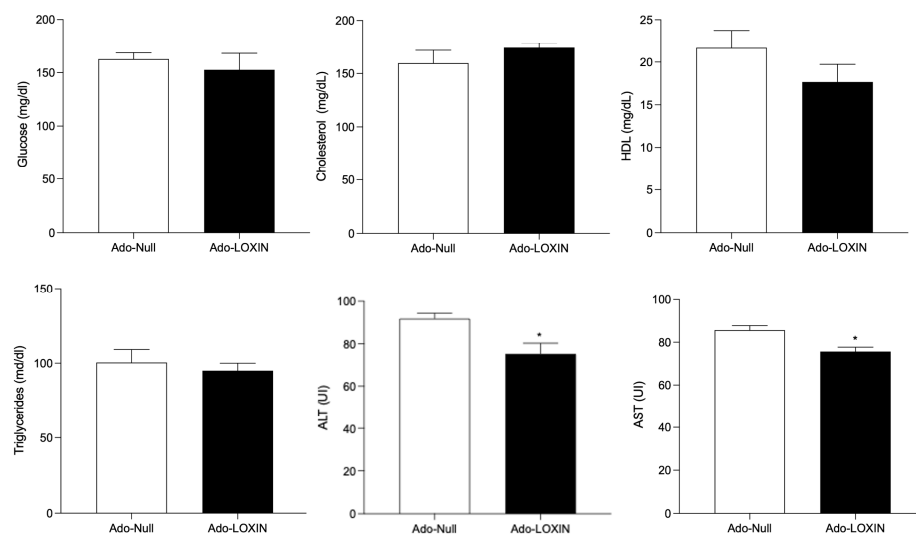 Glucose (mg/dl)
200
150
100
50
0
Ado-Null Ado-LOXIN
Cholesterol (mg/dL)
200
150
100
50
0
Ado-Null Ado-LOXIN
HDL (mg/dL)
25
20
15
10
5
0
Ado-Null Ado-LOXIN
Triglycerides (md/dl)
150
100
50
0
Ado-Null Ado-LOXIN
ALT (UI)
100
80
60
40
20
0
*
Ado-Null Ado-LOXIN
AST (UI)
100
80
60
40
20
0
*
Ado-Null Ado-LOXIN